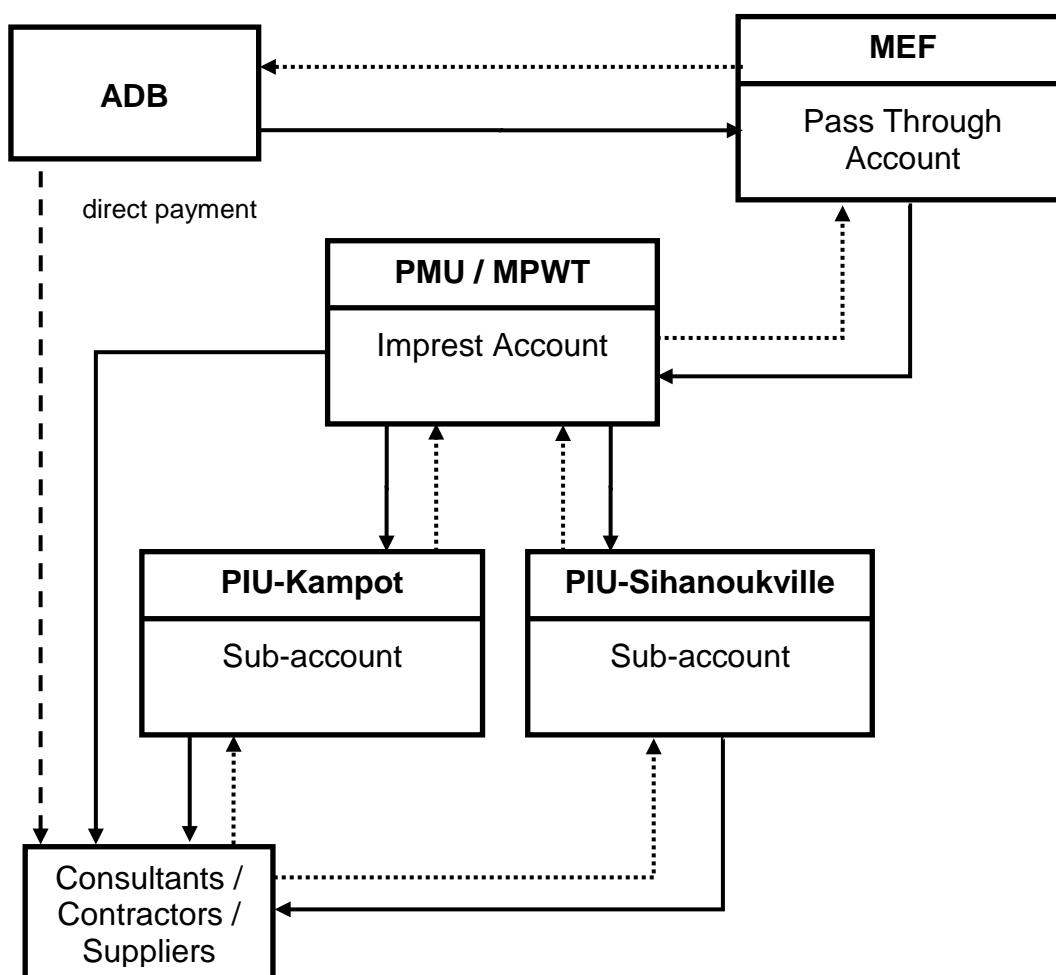 ADB
MEF
Pass Through
Account
direct payment
PMU / MPWT
Imprest Account
PIU-Kampot
Sub-account
PIU-Sihanoukville
Sub-account
Consultants /
Contractors /
Suppliers